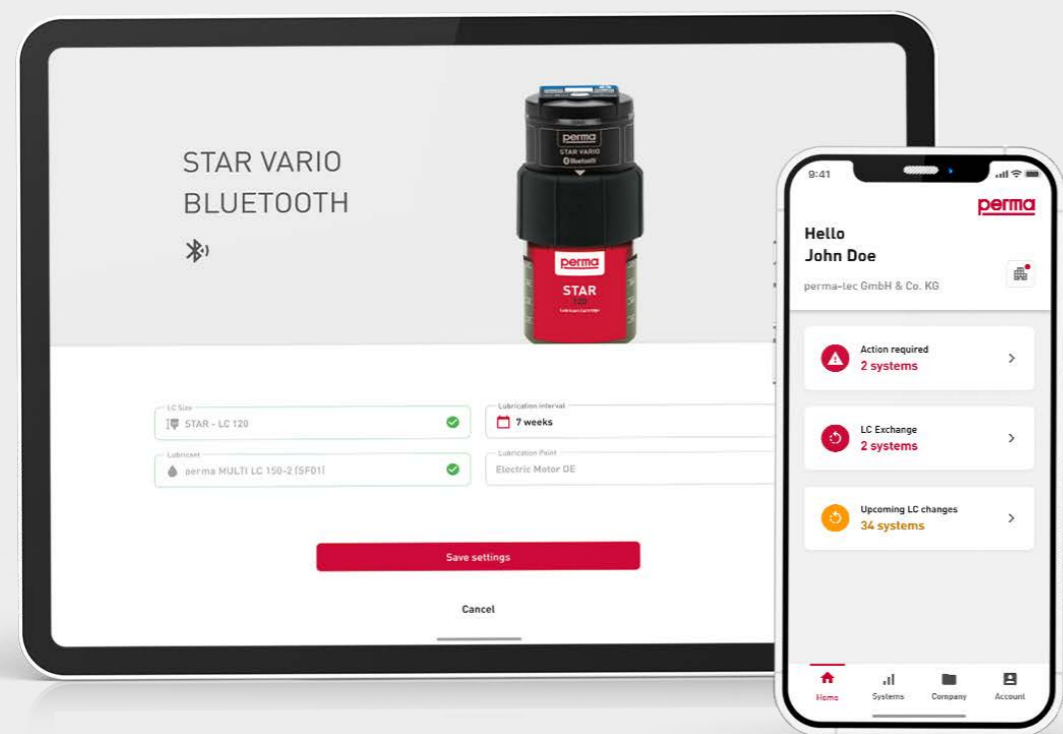 STAR VARIO
BLUETOOTH
perma
STAR VARIO
Bluetooth
perma
STAR
120
Lubricant Cartridge
LC Size
STAR - LC 120
Lubrication interval
7 weeks
Lubricant
perma MULTI LC 150-2 (SF01)
Lubrication Point
Electric Motor DE
Save settings
Cancel
9:41
perma
Hello
John Doe
perma-tec GmbH & Co. KG
Action required
2 systems
LC Exchange
2 systems
Upcoming LC changes
34 systems
Home
Systems
Company
Account